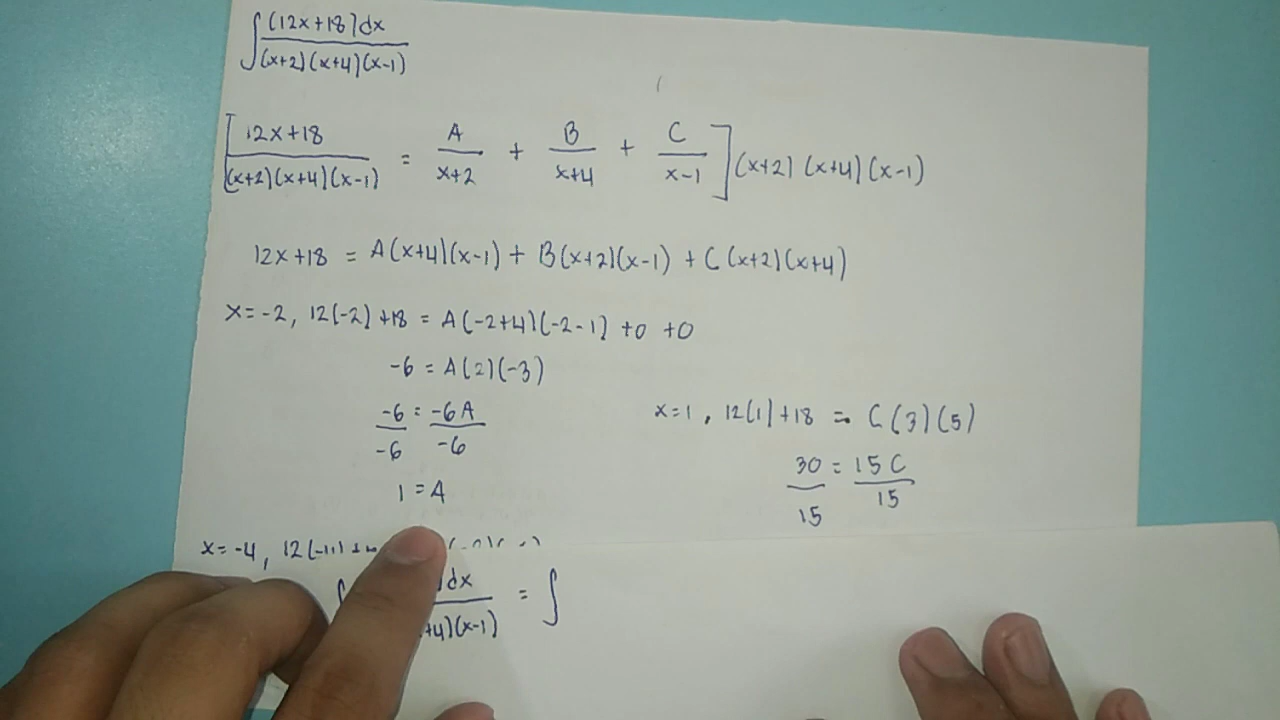 ∫ (12x+18)dx / (x+2)(x+4)(x-1)
[ 12x+18 / (x+2)(x+4)(x-1) = A / x+2 + B / x+4 + C / x-1 ] (x+2)(x+4)(x-1)
12x+18 = A(x+4)(x-1) + B(x+2)(x-1) + C(x+2)(x+4)
x=-2, 12(-2)+18 = A(-2+4)(-2-1) +0 +0
-6 = A(2)(-3)
-6 / -6 = -6A / -6
1 = A
x=1, 12(1)+18 = C(3)(5)
30 / 15 = 15C / 15
x=-4, 12(
∫ dx / +4)(x-1) = ∫